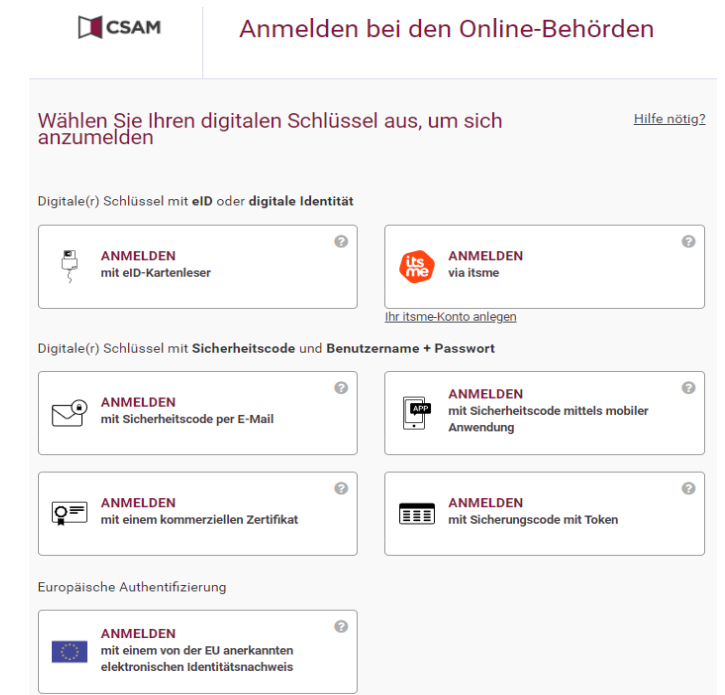 CSAM
Anmelden bei den Online-Behörden
Wählen Sie Ihren digitalen Schlüssel aus, um sich
anzumelden
Hilfe nötig?
Digitale(r) Schlüssel mit eID oder digitale Identität
?
ANMELDEN
mit eID-Kartenleser
?
its
me
ANMELDEN
via itsme
Ihr itsme-Konto anlegen
Digitale(r) Schlüssel mit Sicherheitscode und Benutzername + Passwort
?
ANMELDEN
mit Sicherheitscode per E-Mail
?
APP
ANMELDEN
mit Sicherheitscode mittels mobiler
Anwendung
?
ANMELDEN
mit einem kommerziellen Zertifikat
?
ANMELDEN
mit Sicherungscode mit Token
Europäische Authentifizierung
?
ANMELDEN
mit einem von der EU anerkannten
elektronischen Identitätsnachweis